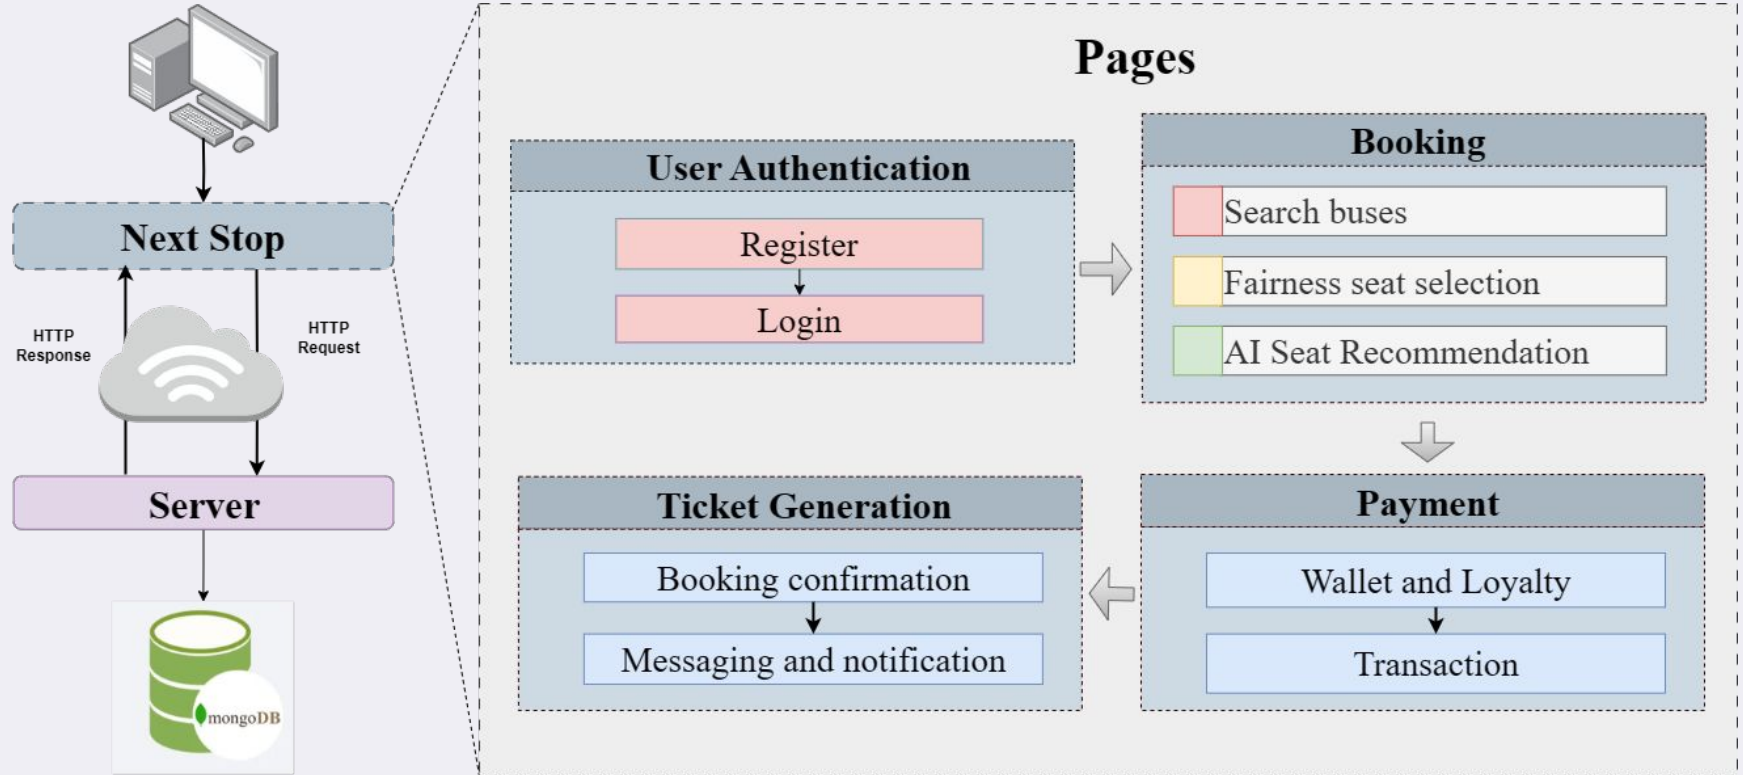 Next Stop
HTTP
Response
HTTP
Request
Server
mongoDB
Pages
User Authentication
Register
Login
Booking
Search buses
Fairness seat selection
AI Seat Recommendation
Payment
Wallet and Loyalty
Transaction
Ticket Generation
Booking confirmation
Messaging and notification